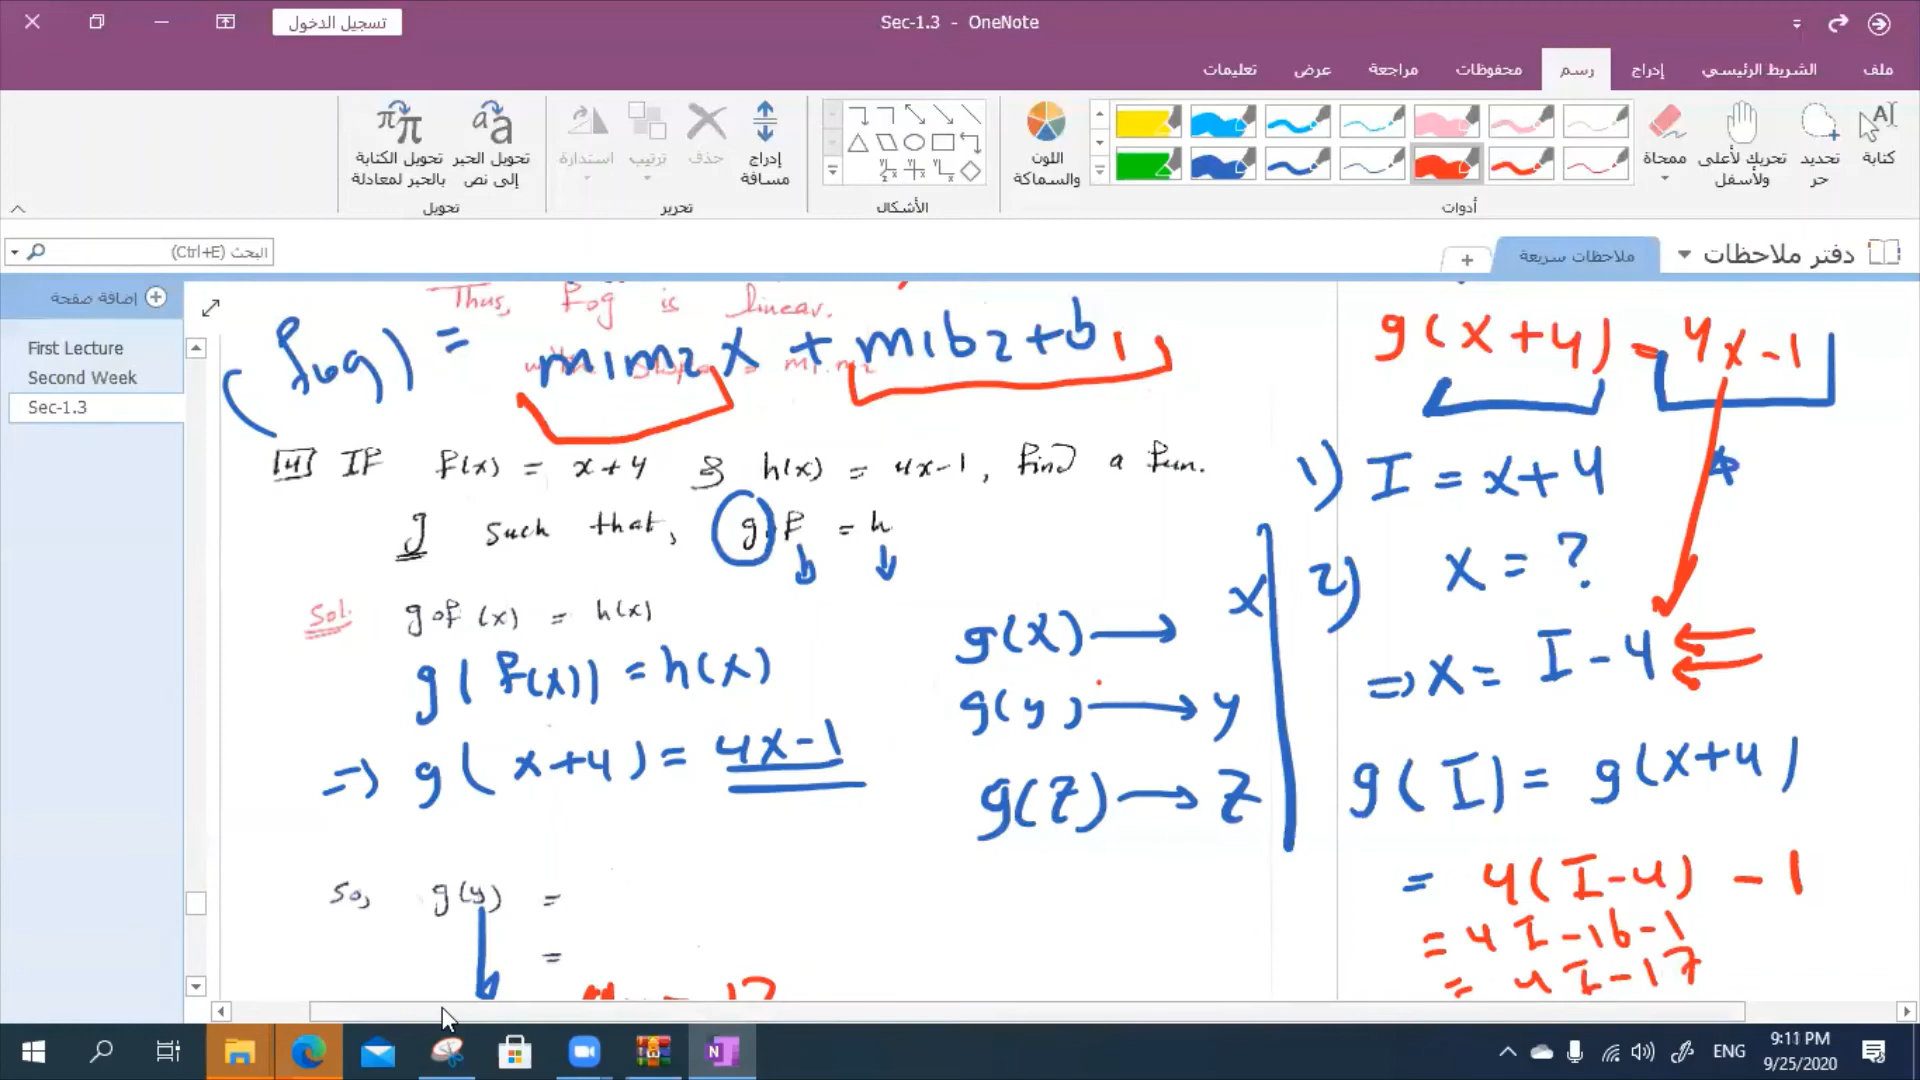 تسجيل الدخول
Sec-1.3 - OneNote
ملف
الشريط الرئيسي
إدراج
رسم
محفوظات
مراجعة
عرض
تعليمات
كتابة
تحديد حر
تحريك لأعلى ولأسفل
ممحاة
أدوات
اللون والسماكة
الأشكال
إدراج مسافة
حذف
ترتيب
استدارة
تحرير
تحويل الحبر إلى نص
تحويل الكتابة بالحبر لمعادلة
تحويل
البحث (Ctrl+E)
دفتر ملاحظات
ملاحظات سريعة
إضافة صفحة
First Lecture
Second Week
Sec-1.3
Thus, fog is linear.
(fog) = m1m2 x + m1b2+b1
[4] If f(x) = x+4 & h(x) = 4x-1, find a fun.
g such that, g f = h
Sol. gof (x) = h(x)
g( f(x)) = h(x)
=> g( x+4) = 4x-1
So, g(y) =
=
g(x) → x
g(y) → y
g(z) → z
g(x+4) = 4x-1
1) I = x+4
2) x = ?
=> x = I-4
g(I) = g(x+4)
= 4(I-4) - 1
= 4I-16-1
= 4I-17
ENG
9:11 PM
9/25/2020